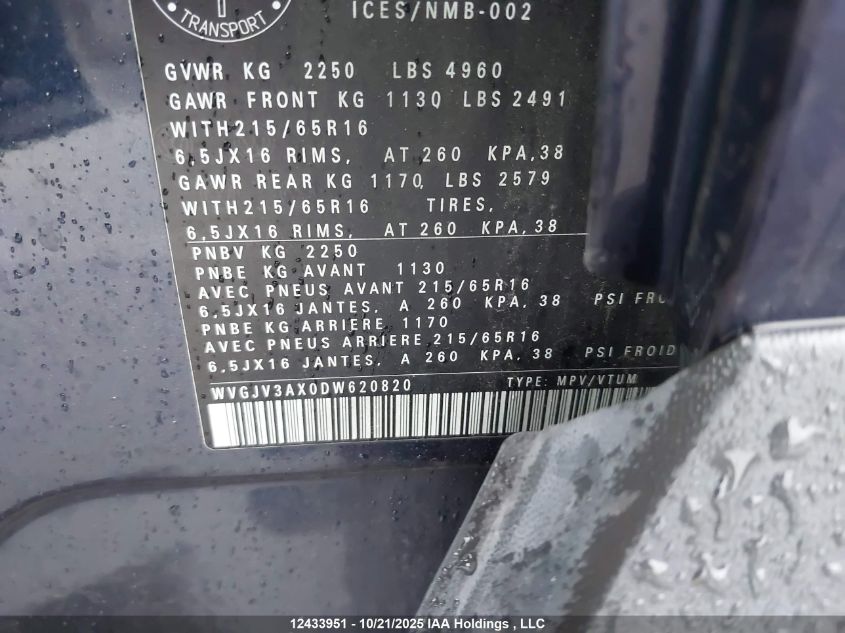 TRANSPORT
ICES/NMB-002
GVWR KG 2250 LBS 4960
GAWR FRONT KG 1130 LBS 2491
WITH215/65R16
6,5JX16 RIMS, AT 260 KPA,38
GAWR REAR KG 1170, LBS 2579
WITH215/65R16 TIRES,
6,5JX16 RIMS, AT 260 KPA,38
PNBV KG 2250
PNBE KG AVANT 1130
AVEC PNEUS AVANT 215/65R16
6,5JX16 JANTES, A 260 KPA, 38 PSI
PNBE KG ARRIERE 1170
AVEC PNEUS ARRIERE 215/65R16
6,5JX16 JANTES, A 260 KPA, 38 PSI FROID
WVGJV3AX0DW620820 TYPE: MPV/VTUM
12433951 - 10/21/2025 IAA Holdings , LLC